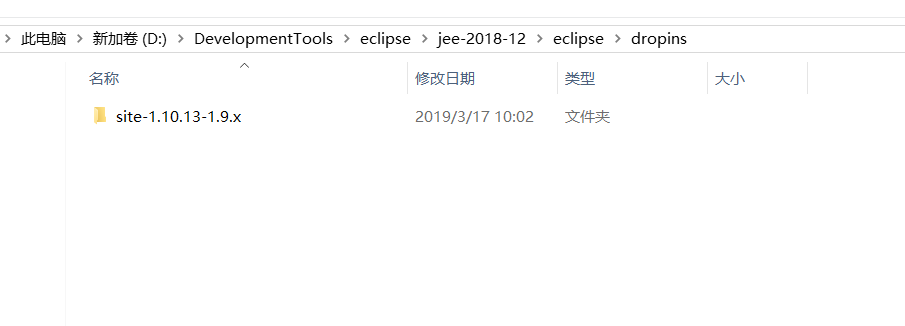 此电脑 > 新加卷 (D:) > DevelopmentTools > eclipse > jee-2018-12 > eclipse > dropins
名称 修改日期 类型 大小
site-1.10.13-1.9.x 2019/3/17 10:02 文件夹